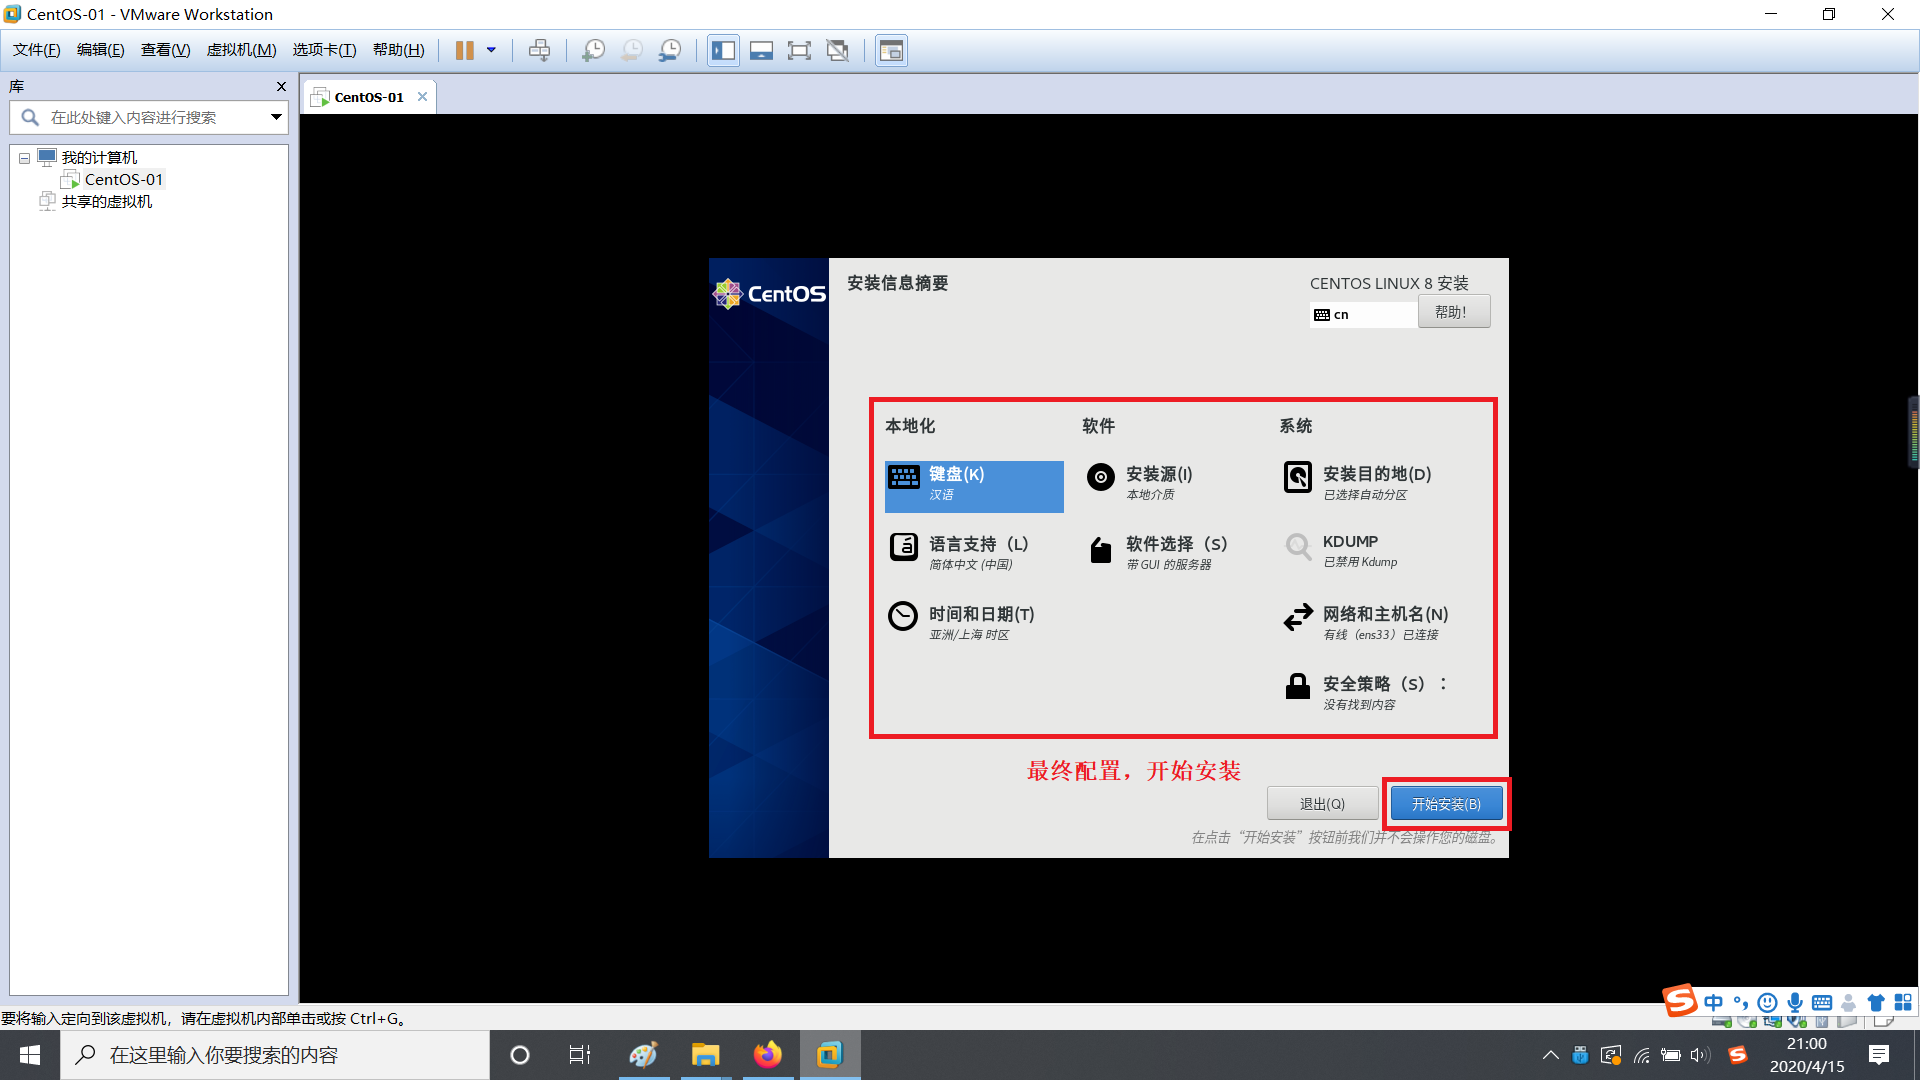 CentOS-01 - VMware Workstation
文件(F) 编辑(E) 查看(V) 虚拟机(M) 选项卡(T) 帮助(H)
库
在此处键入内容进行搜索
我的计算机
CentOS-01
共享的虚拟机
CentOS-01
CentOS
安装信息摘要
CENTOS LINUX 8 安装
cn
帮助！
本地化
软件
系统
键盘(K)
汉语
安装源(I)
本地介质
安装目的地(D)
已选择自动分区
语言支持（L）
简体中文 (中国)
软件选择（S）
带 GUI 的服务器
KDUMP
已禁用 Kdump
时间和日期(T)
亚洲/上海 时区
网络和主机名(N)
有线（ens33）已连接
安全策略（S）：
没有找到内容
最终配置，开始安装
退出(Q)
开始安装(B)
在点击“开始安装”按钮前我们并不会操作您的磁盘。
要将输入定向到该虚拟机，请在虚拟机内部单击或按 Ctrl+G。
中
在这里输入你要搜索的内容
21:00
2020/4/15